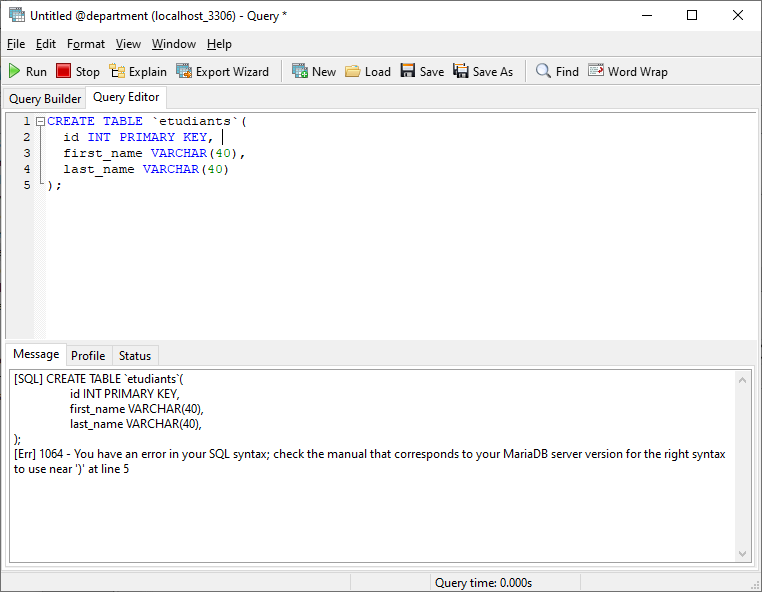 Untitled @department (localhost_3306) - Query *
File Edit Format View Window Help
Run Stop Explain Export Wizard New Load Save Save As Find Word Wrap
Query Builder Query Editor
1 CREATE TABLE `etudiants`(
2 id INT PRIMARY KEY,
3 first_name VARCHAR(40),
4 last_name VARCHAR(40)
5 );
Message Profile Status
[SQL] CREATE TABLE `etudiants`(
id INT PRIMARY KEY,
first_name VARCHAR(40),
last_name VARCHAR(40),
);
[Err] 1064 - You have an error in your SQL syntax; check the manual that corresponds to your MariaDB server version for the right syntax
to use near ')' at line 5
Query time: 0.000s